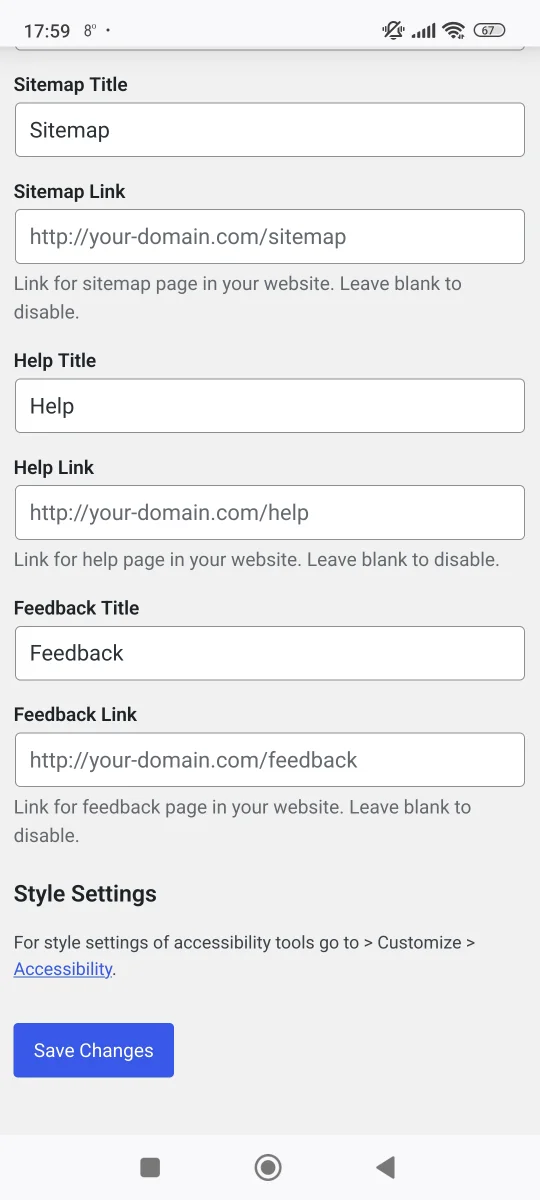 17:59 8° ·
67
Sitemap Title
Sitemap
Sitemap Link
http://your-domain.com/sitemap
Link for sitemap page in your website. Leave blank to
disable.
Help Title
Help
Help Link
http://your-domain.com/help
Link for help page in your website. Leave blank to disable.
Feedback Title
Feedback
Feedback Link
http://your-domain.com/feedback
Link for feedback page in your website. Leave blank to
disable.
Style Settings
For style settings of accessibility tools go to > Customize >
Accessibility.
Save Changes